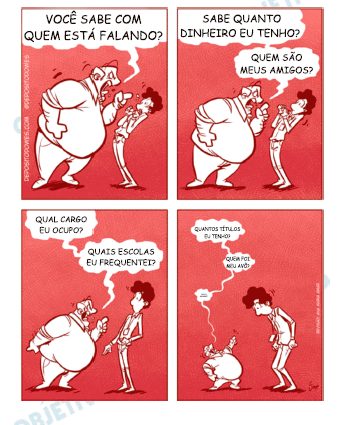 VOCÊ SABE COM
QUEM ESTÁ FALANDO?
SABE QUANTO
DINHEIRO EU TENHO?
QUEM SÃO
MEUS AMIGOS?
QUAL CARGO
EU OCUPO?
QUAIS ESCOLAS
EU FREQUENTEI?
QUANTOS TÍTULOS
EU TENHO?
QUEM FOI
MEU AVÔ?
OBJETIVO